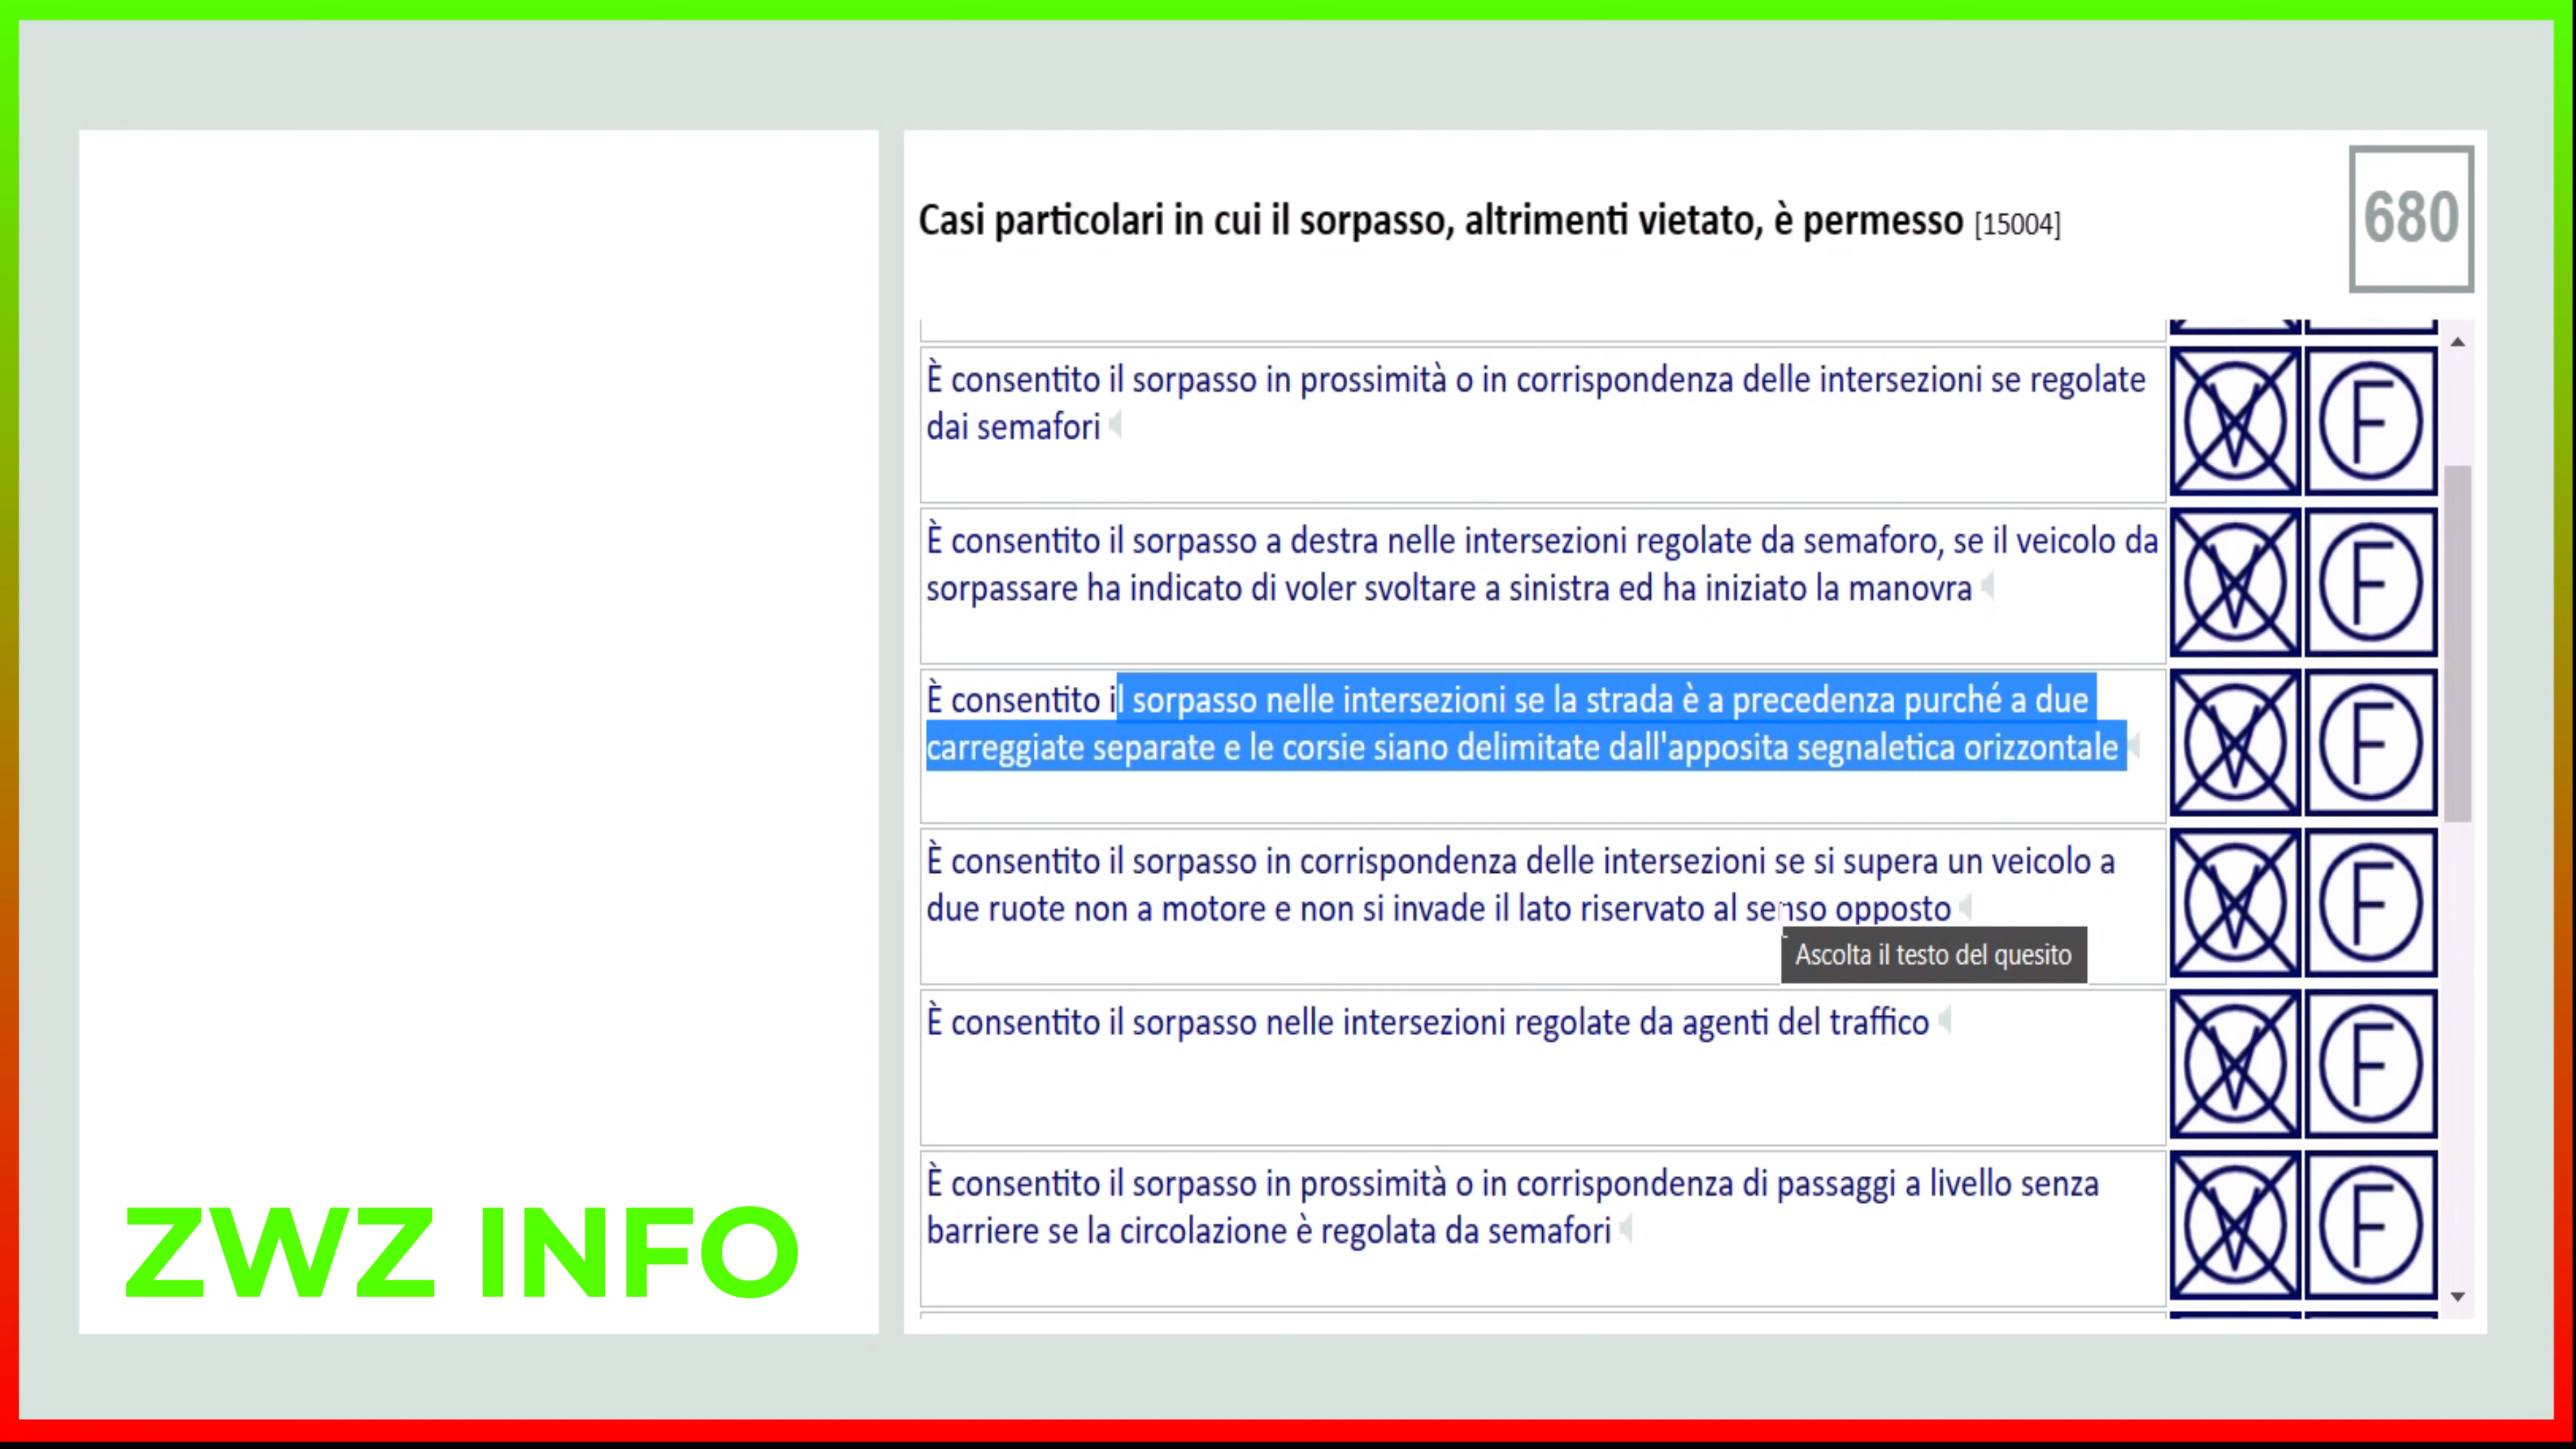 Casi particolari in cui il sorpasso, altrimenti vietato, è permesso [15004]
680
È consentito il sorpasso in prossimità o in corrispondenza delle intersezioni se regolate
dai semafori
V F
È consentito il sorpasso a destra nelle intersezioni regolate da semaforo, se il veicolo da
sorpassare ha indicato di voler svoltare a sinistra ed ha iniziato la manovra
V F
È consentito il sorpasso nelle intersezioni se la strada è a precedenza purché a due
carreggiate separate e le corsie siano delimitate dall'apposita segnaletica orizzontale
V F
È consentito il sorpasso in corrispondenza delle intersezioni se si supera un veicolo a
due ruote non a motore e non si invade il lato riservato al senso opposto
V F
Ascolta il testo del quesito
È consentito il sorpasso nelle intersezioni regolate da agenti del traffico
V F
È consentito il sorpasso in prossimità o in corrispondenza di passaggi a livello senza
barriere se la circolazione è regolata da semafori
V F
ZWZ INFO